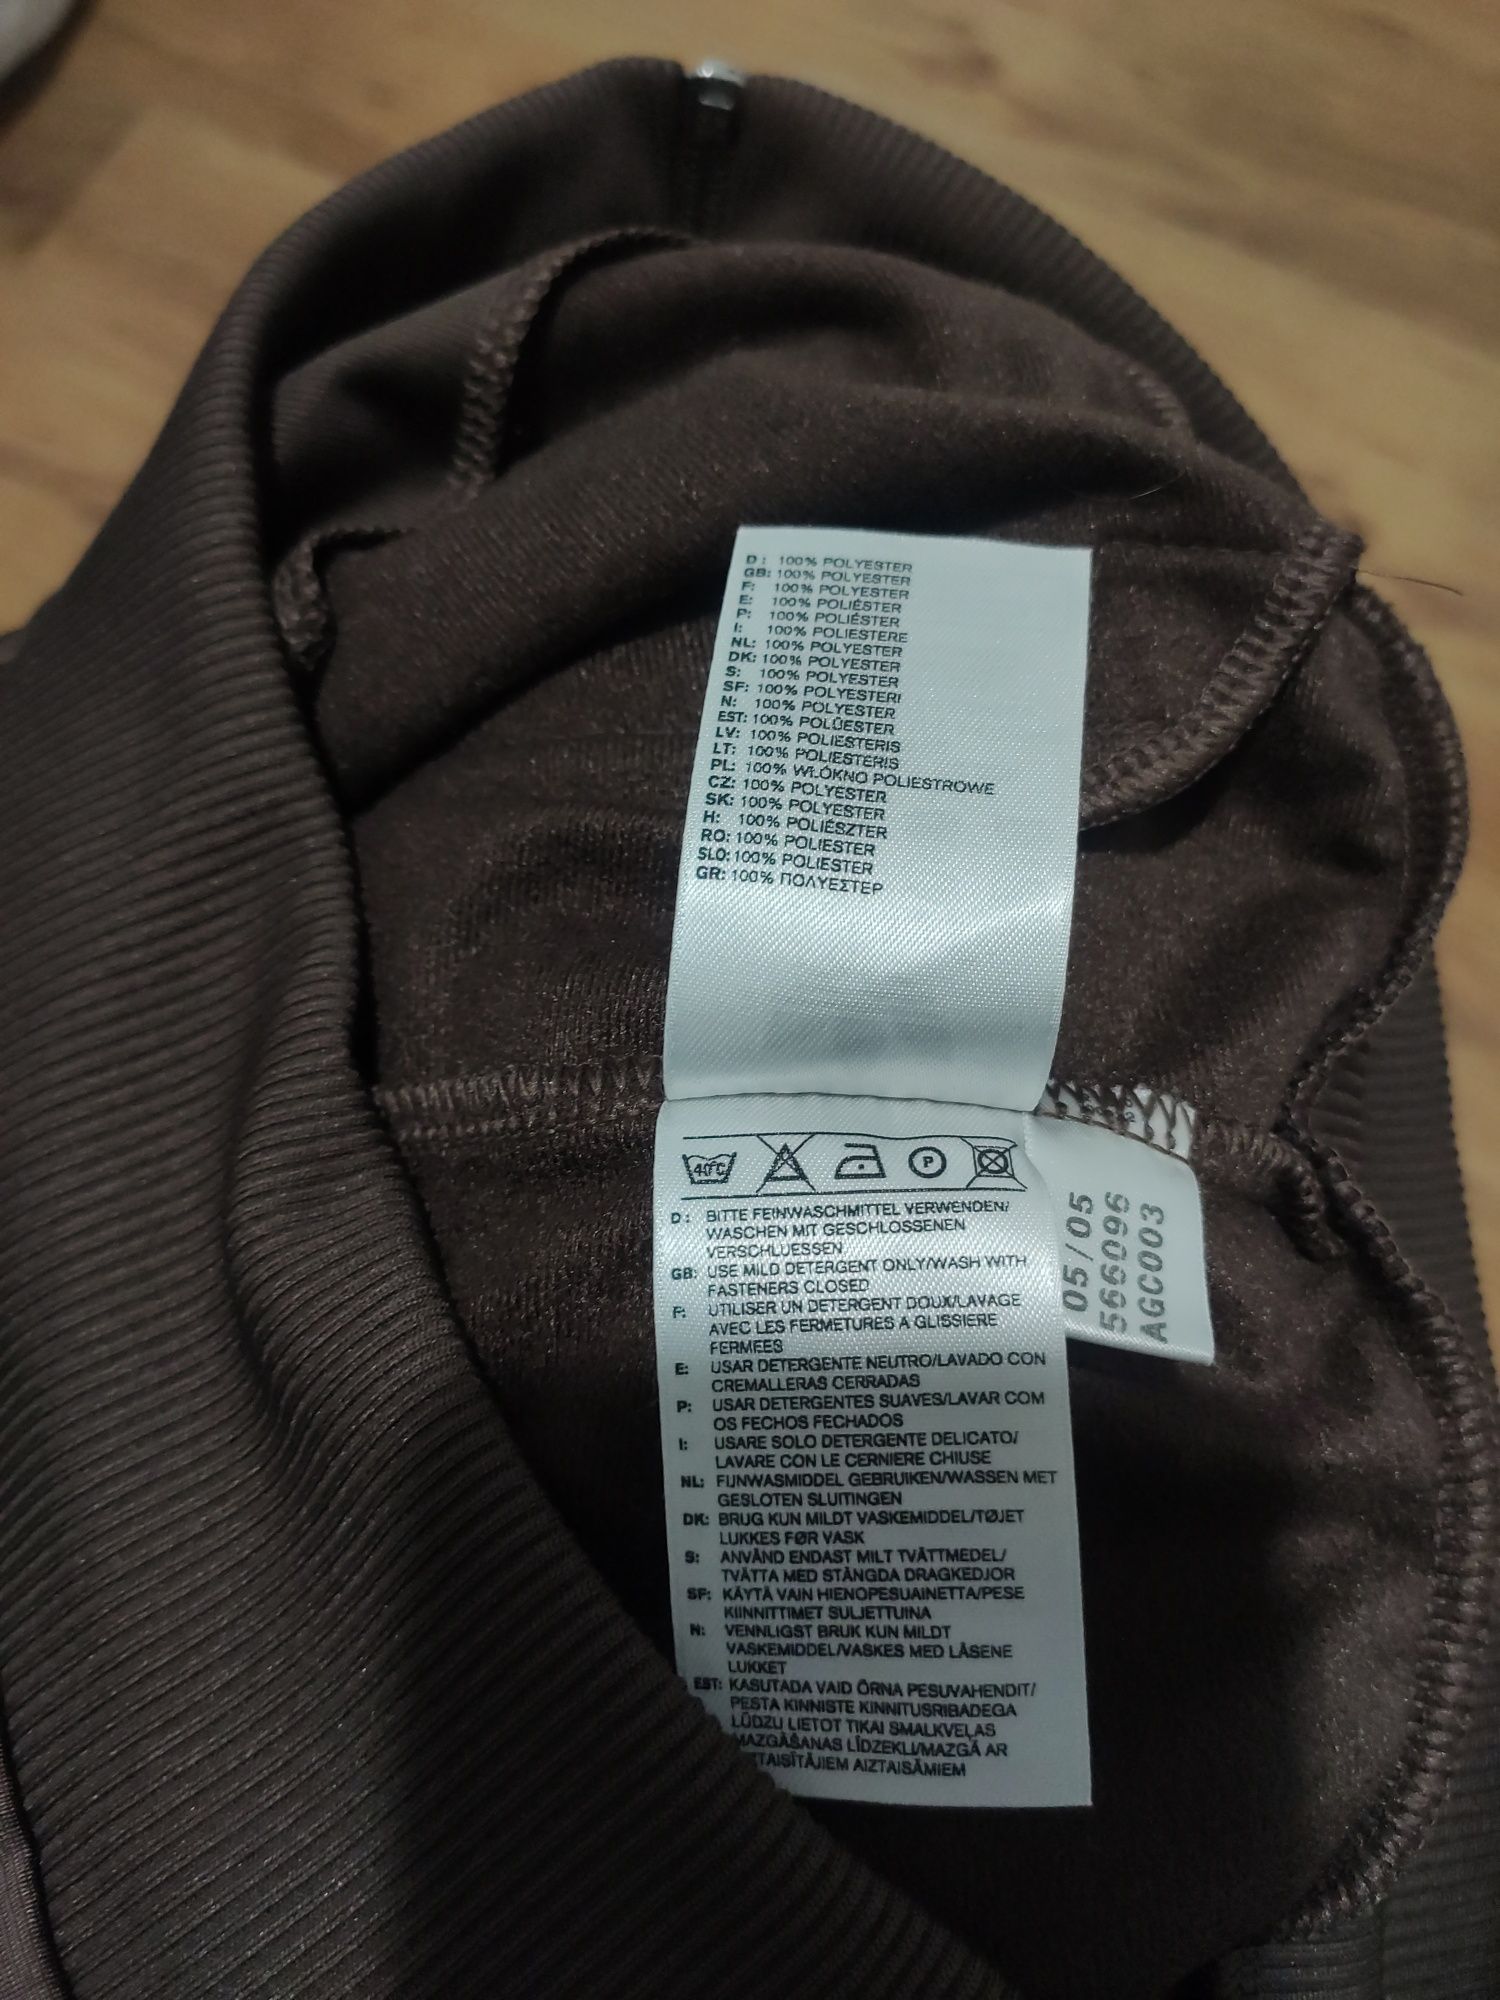 D: 100% POLYESTER
GB: 100% POLYESTER
F: 100% POLYESTER
E: 100% POLIÉSTER
P: 100% POLIÉSTER
I: 100% POLIESTERE
NL: 100% POLYESTER
DK: 100% POLYESTER
S: 100% POLYESTER
SF: 100% POLYESTERI
N: 100% POLYESTER
EST: 100% POLÜESTER
LV: 100% POLIESTERIS
LT: 100% POLIESTERIS
PL: 100% WŁÓKNO POLIESTROWE
CZ: 100% POLYESTER
SK: 100% POLYESTER
H: 100% POLIÉSZTER
RO: 100% POLIESTER
SLO: 100% POLIESTER
GR: 100% ΠΟΛΥΕΣΤΕΡ
40°C P
D: BITTE FEINWASCHMITTEL VERWENDEN/
WASCHEN MIT GESCHLOSSENEN
VERSCHLUESSEN
GB: USE MILD DETERGENT ONLY/WASH WITH
FASTENERS CLOSED
F: UTILISER UN DETERGENT DOUX/LAVAGE
AVEC LES FERMETURES A GLISSIERE
FERMEES
E: USAR DETERGENTE NEUTRO/LAVADO CON
CREMALLERAS CERRADAS
P: USAR DETERGENTES SUAVES/LAVAR COM
OS FECHOS FECHADOS
I: USARE SOLO DETERGENTE DELICATO/
LAVARE CON LE CERNIERE CHIUSE
NL: FIJNWASMIDDEL GEBRUIKEN/WASSEN MET
GESLOTEN SLUITINGEN
DK: BRUG KUN MILDT VASKEMIDDEL/TØJET
LUKKES FØR VASK
S: ANVÄND ENDAST MILT TVÄTTMEDEL/
TVÄTTA MED STÄNGDA DRAGKEDJOR
SF: KÄYTÄ VAIN HIENOPESUAINETTA/PESE
KIINNITTIMET SULJETTUINA
N: VENNLIGST BRUK KUN MILDT
VASKEMIDDEL/VASKES MED LÅSENE
LUKKET
EST: KASUTADA VAID ÕRNA PESUVAHENDIT/
PESTA KINNISTE KINNITUSRIBADEGA
LŪDZU LIETOT TIKAI SMALKVEĻAS
MAZGĀŠANAS LĪDZEKLI/MAZGĀ AR
AIZTAISĀMIEM
05/05
566096
AGC003